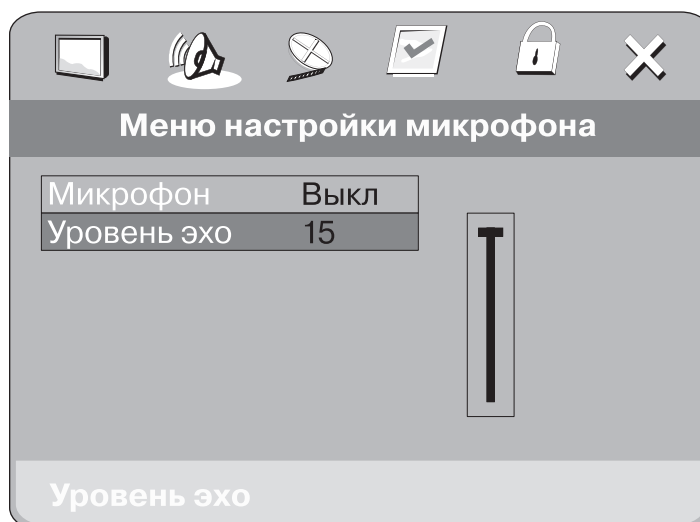 Меню настройки микрофона
Микрофон Выкл
Уровень эхо 15
Уровень эхо